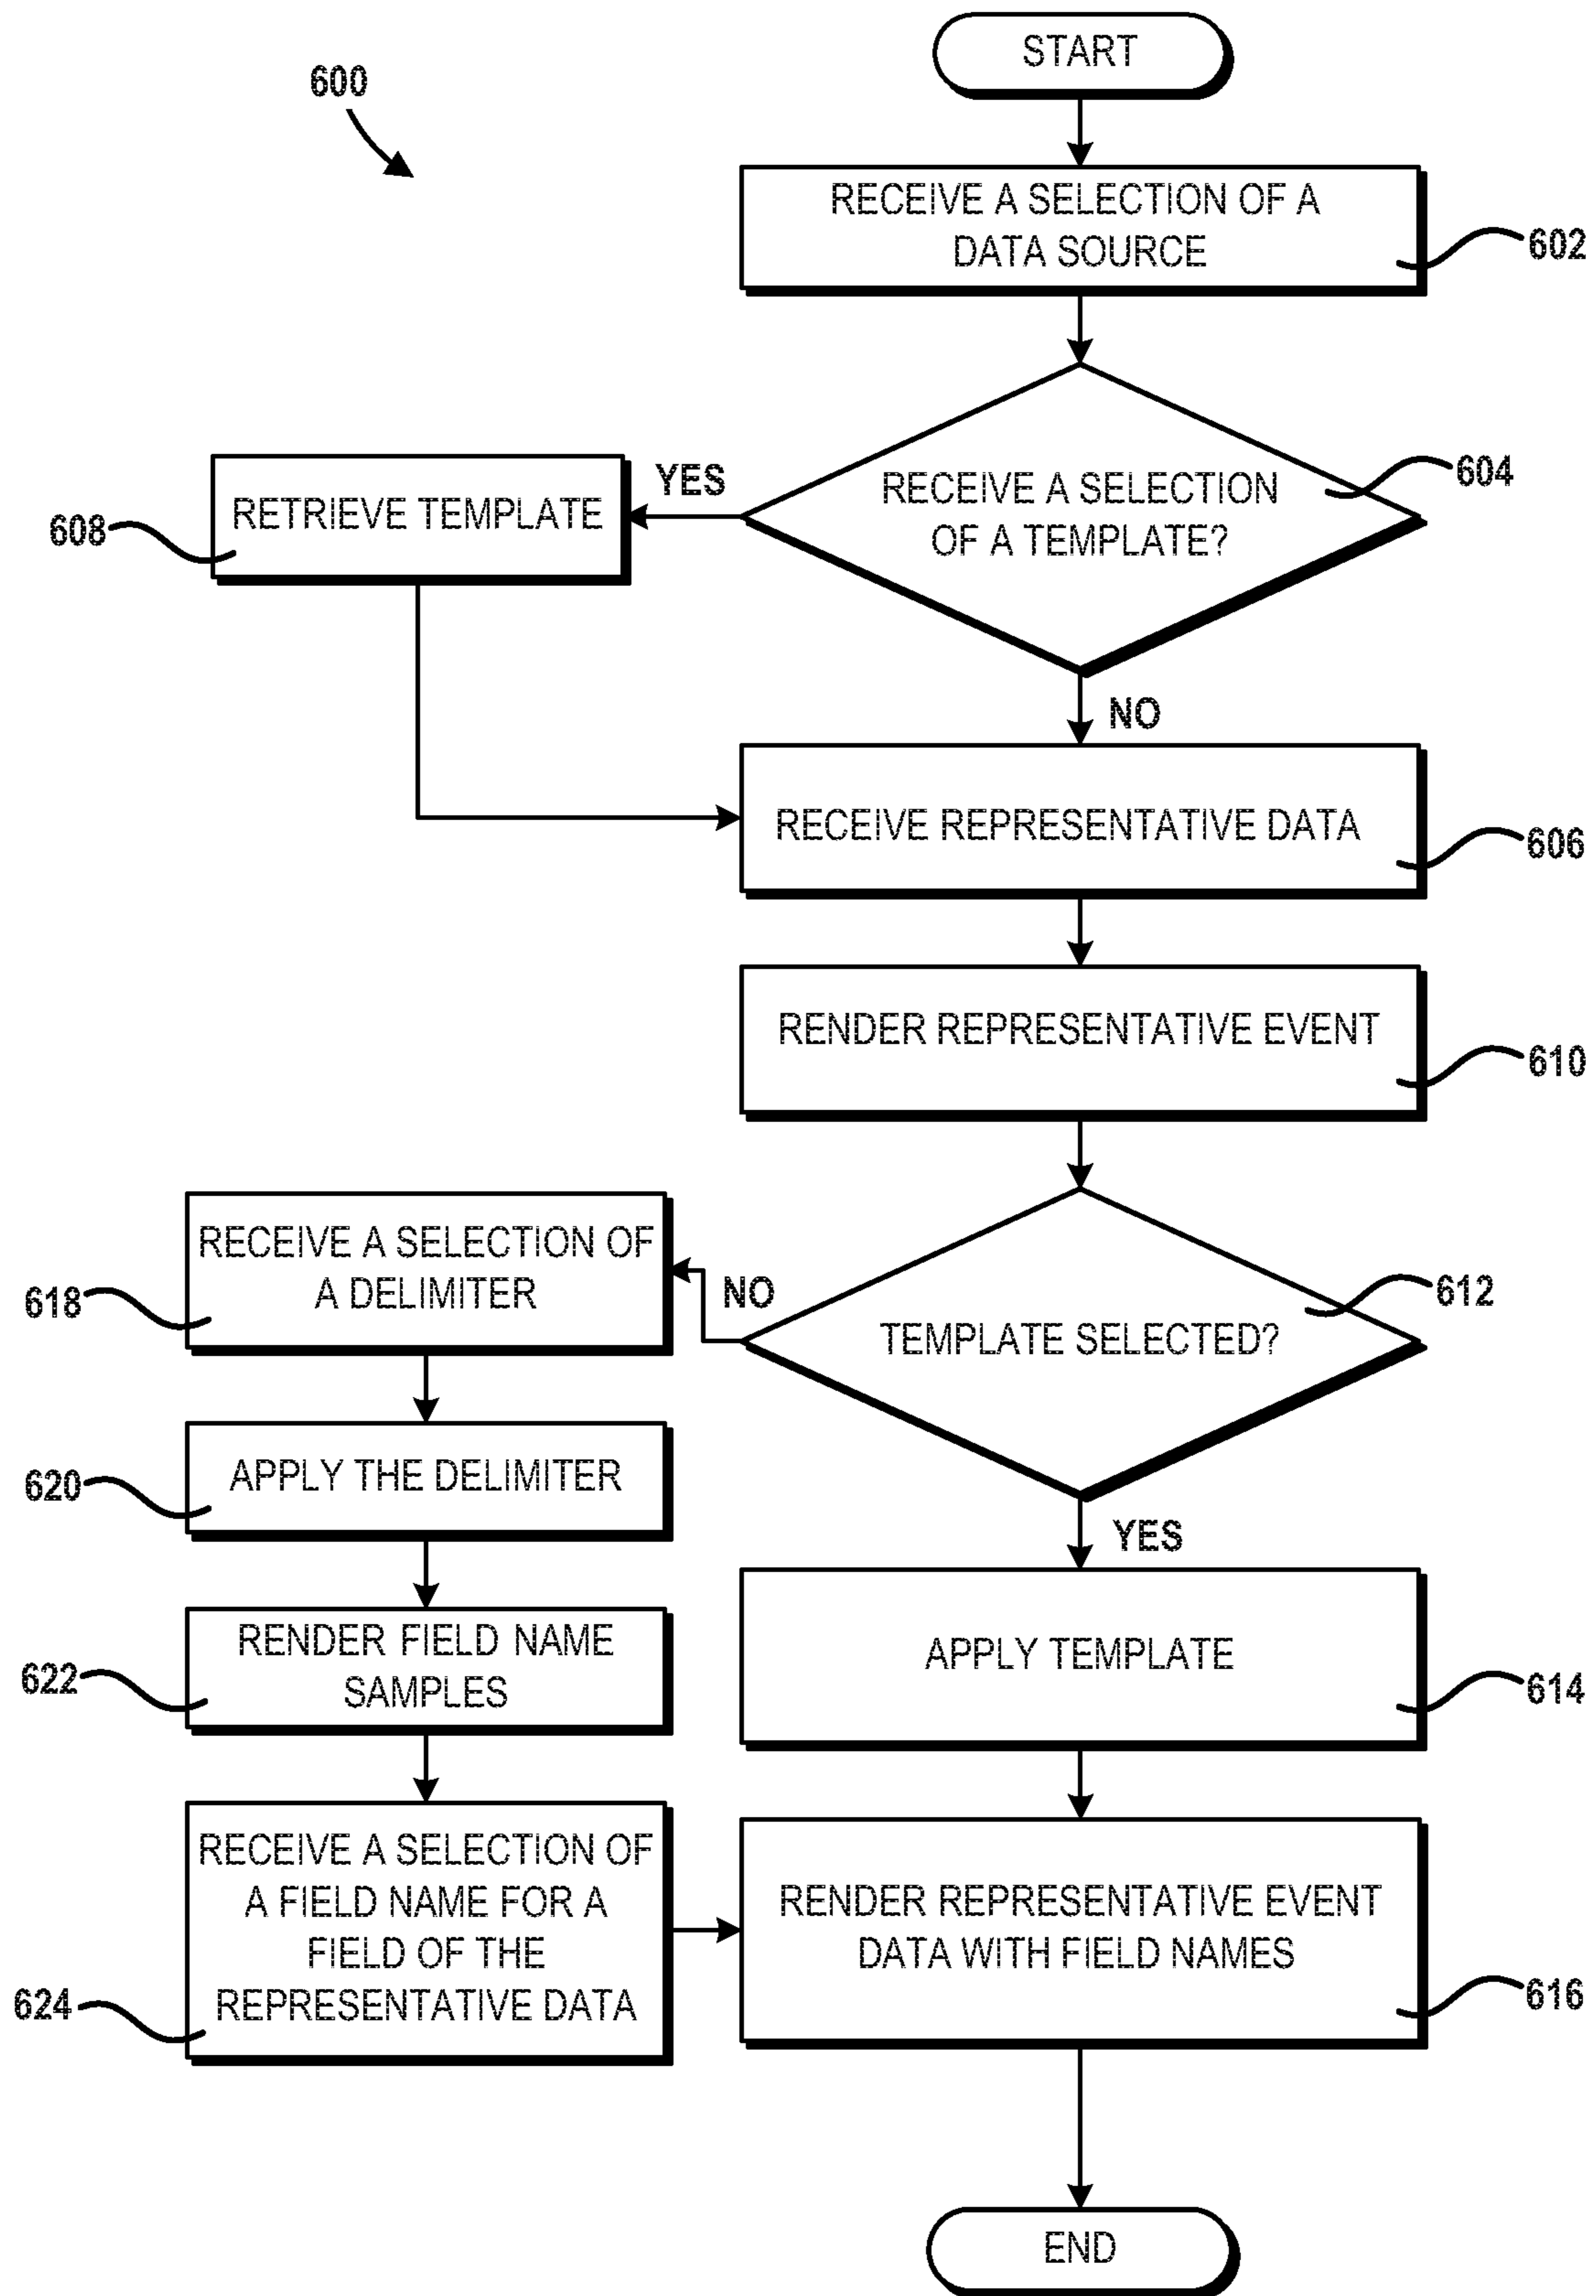 START
600
RECEIVE A SELECTION OF A
DATA SOURCE
602
RECEIVE A SELECTION
OF A TEMPLATE?
604
YES
RETRIEVE TEMPLATE
608
NO
RECEIVE REPRESENTATIVE DATA
606
RENDER REPRESENTATIVE EVENT
610
TEMPLATE SELECTED?
612
NO
RECEIVE A SELECTION OF
A DELIMITER
618
APPLY THE DELIMITER
620
RENDER FIELD NAME
SAMPLES
622
RECEIVE A SELECTION OF
A FIELD NAME FOR A
FIELD OF THE
REPRESENTATIVE DATA
624
YES
APPLY TEMPLATE
614
RENDER REPRESENTATIVE EVENT
DATA WITH FIELD NAMES
616
END